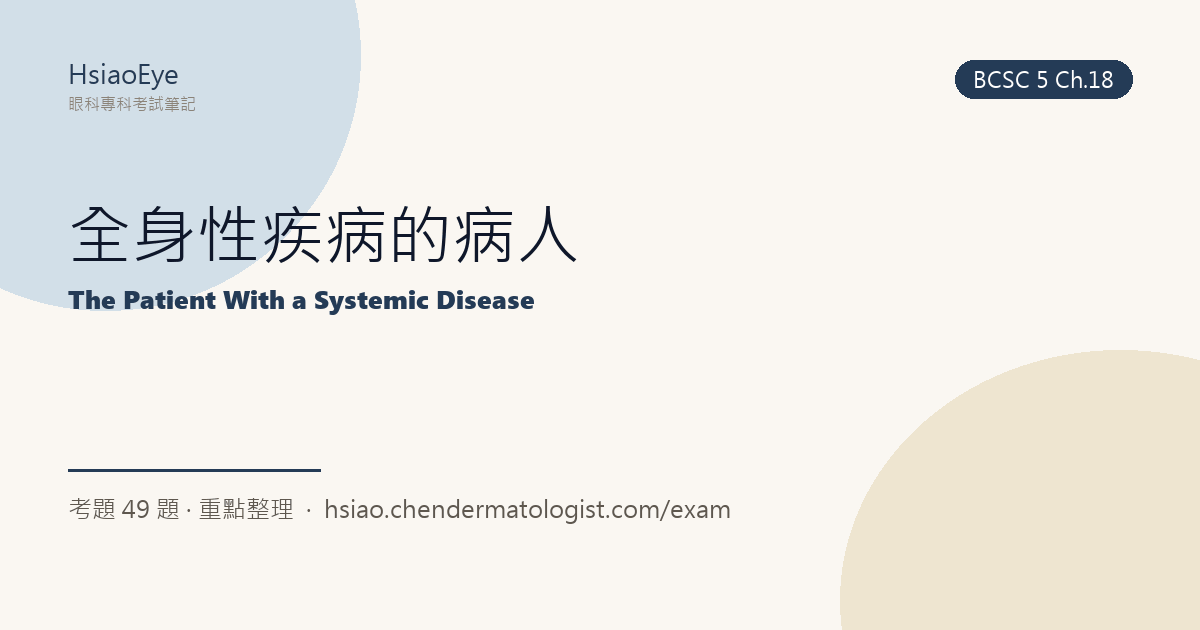 HsiaoEye
眼科專科考試筆記
BCSC 5 Ch.18
全身性疾病的病人
The Patient With a Systemic Disease
考題 49 題 · 重點整理 · hsiao.chendermatologist.com/exam